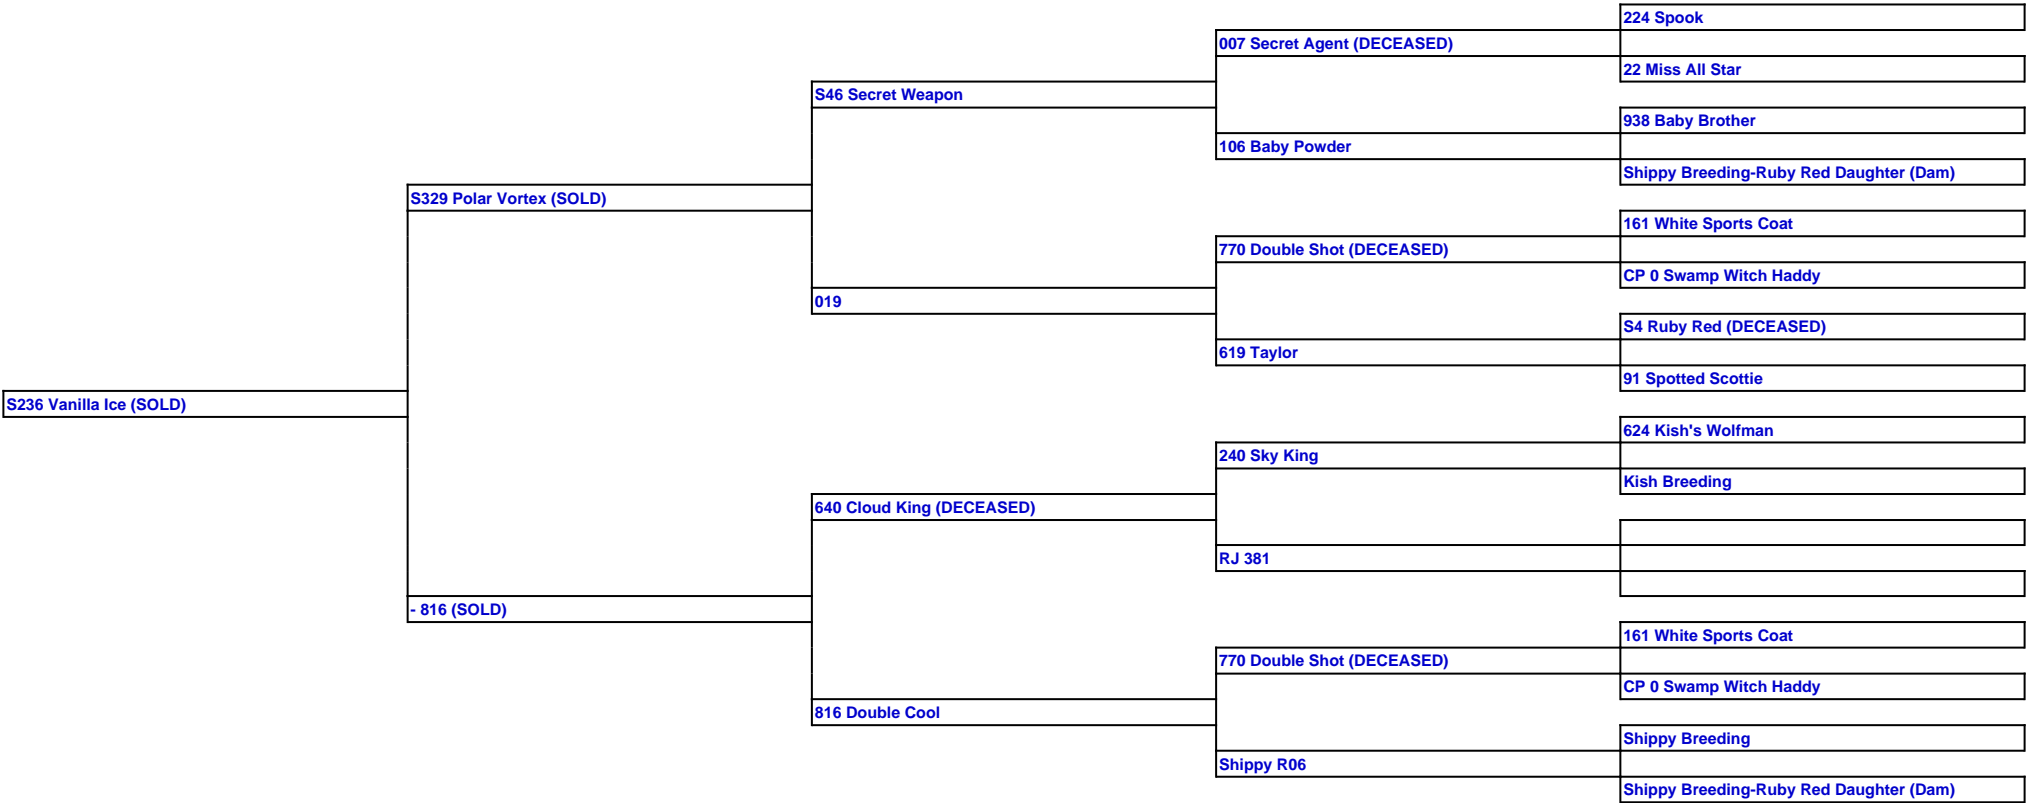 224 Spook
007 Secret Agent (DECEASED)
22 Miss All Star
S46 Secret Weapon
938 Baby Brother
106 Baby Powder
Shippy Breeding-Ruby Red Daughter (Dam)
S329 Polar Vortex (SOLD)
161 White Sports Coat
770 Double Shot (DECEASED)
CP 0 Swamp Witch Haddy
019
S4 Ruby Red (DECEASED)
619 Taylor
91 Spotted Scottie
S236 Vanilla Ice (SOLD)
624 Kish's Wolfman
240 Sky King
Kish Breeding
640 Cloud King (DECEASED)
RJ 381
- 816 (SOLD)
161 White Sports Coat
770 Double Shot (DECEASED)
CP 0 Swamp Witch Haddy
816 Double Cool
Shippy Breeding
Shippy R06
Shippy Breeding-Ruby Red Daughter (Dam)